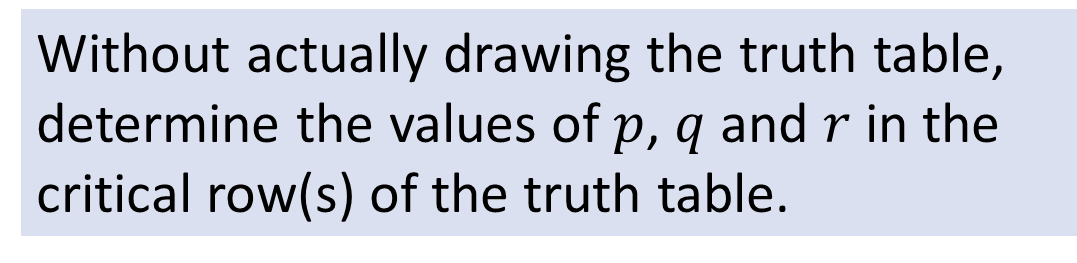 Without actually drawing the truth table,
determine the values of p, q and r in the
critical row(s) of the truth table.